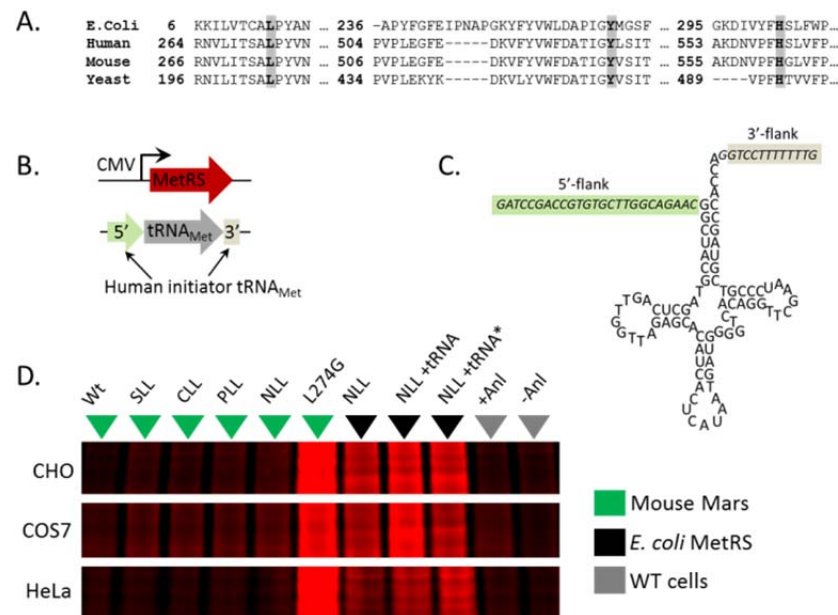 A.
E.Coli 6 KKILVTCALPYAN … 236 -APYFGFEIPNAPGKYFYVWLDAPIGYMGSF … 295 GKDIVYFHSLFWP…
Human 264 RNVLITSALPYVN … 504 PVPLEGFE-----DKVFYVWFDATIGYLSIT … 553 AKDNVPFHSLVFP…
Mouse 266 RNVLITSALPYVN … 506 PVPLEGFE-----DKVFYVWFDATIGYVSIT … 555 AKDNVPFHGLVFP…
Yeast 196 RNILITSALPYVN … 434 PVPLEKYK-----DKVLYVWFDATIGYVSIT … 489 ----VPFHTVVFP…
B.
CMV
MetRS
5' tRNAMet 3'
Human initiator tRNAMet
C.
3'-flank
GGTCCTTTTTTTG
5'-flank
GATCCGACCGTGTGCTTGGCAGAAC
D.
Wt SLL CLL PLL NLL L274G NLL NLL +tRNA NLL +tRNA* +Anl -Anl
CHO
COS7
HeLa
Mouse Mars
E. coli MetRS
WT cells